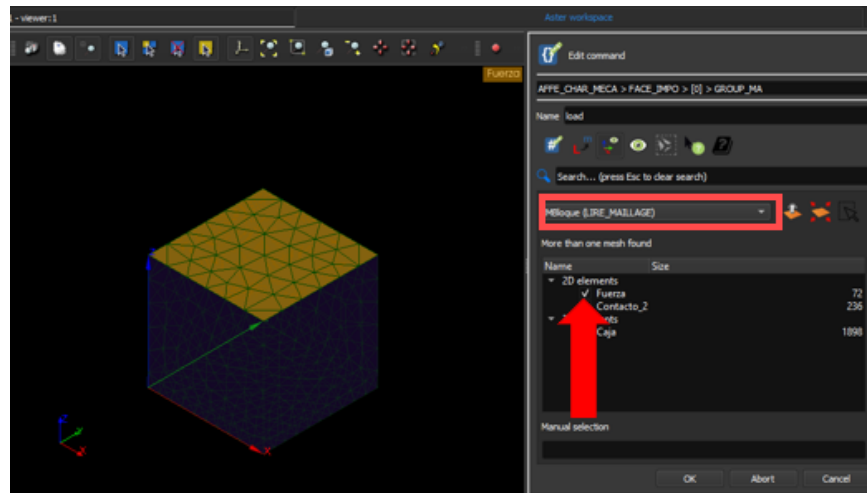 1 - viewer:1
Aster workspace
Fuerza
Edit command
AFFE_CHAR_MECA > FACE_IMPO > [0] > GROUP_MA
Name load
Search... (press Esc to clear search)
MBloque (LIRE_MAILLAGE)
More than one mesh found
Name Size
2D elements
Fuerza 72
Contacto_2 236
Caja 1898
Manual selection
OK Abort Cancel
Z
Y
X
X